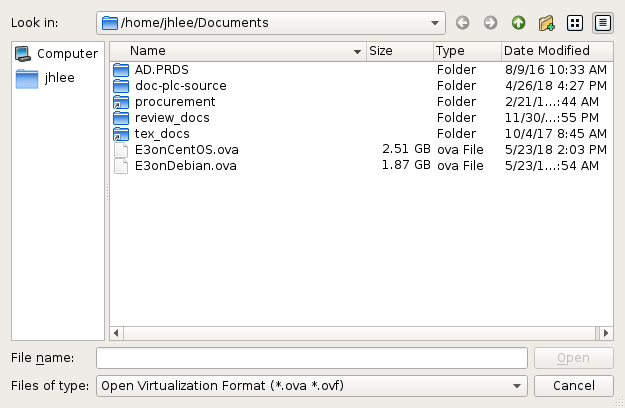 Look in: /home/jhlee/Documents
Computer
jhlee
Name Size Type Date Modified
AD.PRDS Folder 8/9/16 10:33 AM
doc-plc-source Folder 4/26/18 4:27 PM
procurement Folder 2/21/1...:44 AM
review_docs Folder 11/30/...:55 PM
tex_docs Folder 10/4/17 8:45 AM
E3onCentOS.ova 2.51 GB ova File 5/23/18 2:03 PM
E3onDebian.ova 1.87 GB ova File 5/23/1...:54 AM
File name: Open
Files of type: Open Virtualization Format (*.ova *.ovf) Cancel